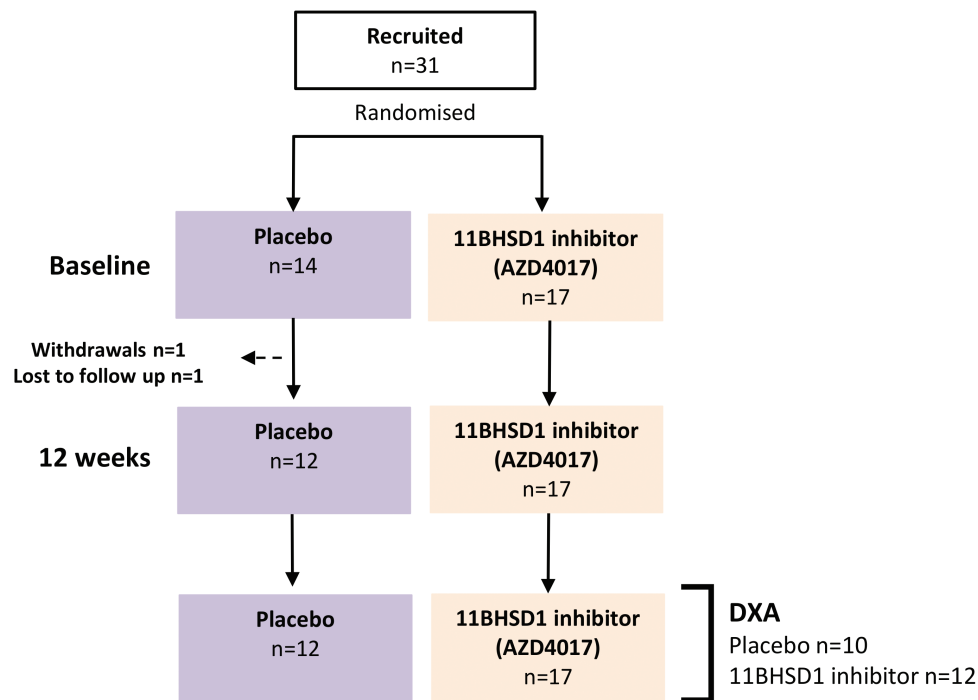 Recruited
n=31
Randomised
Placebo
n=14
11BHSD1 inhibitor
(AZD4017)
n=17
Baseline
Withdrawals n=1
Lost to follow up n=1
Placebo
n=12
11BHSD1 inhibitor
(AZD4017)
n=17
12 weeks
Placebo
n=12
11BHSD1 inhibitor
(AZD4017)
n=17
DXA
Placebo n=10
11BHSD1 inhibitor n=12